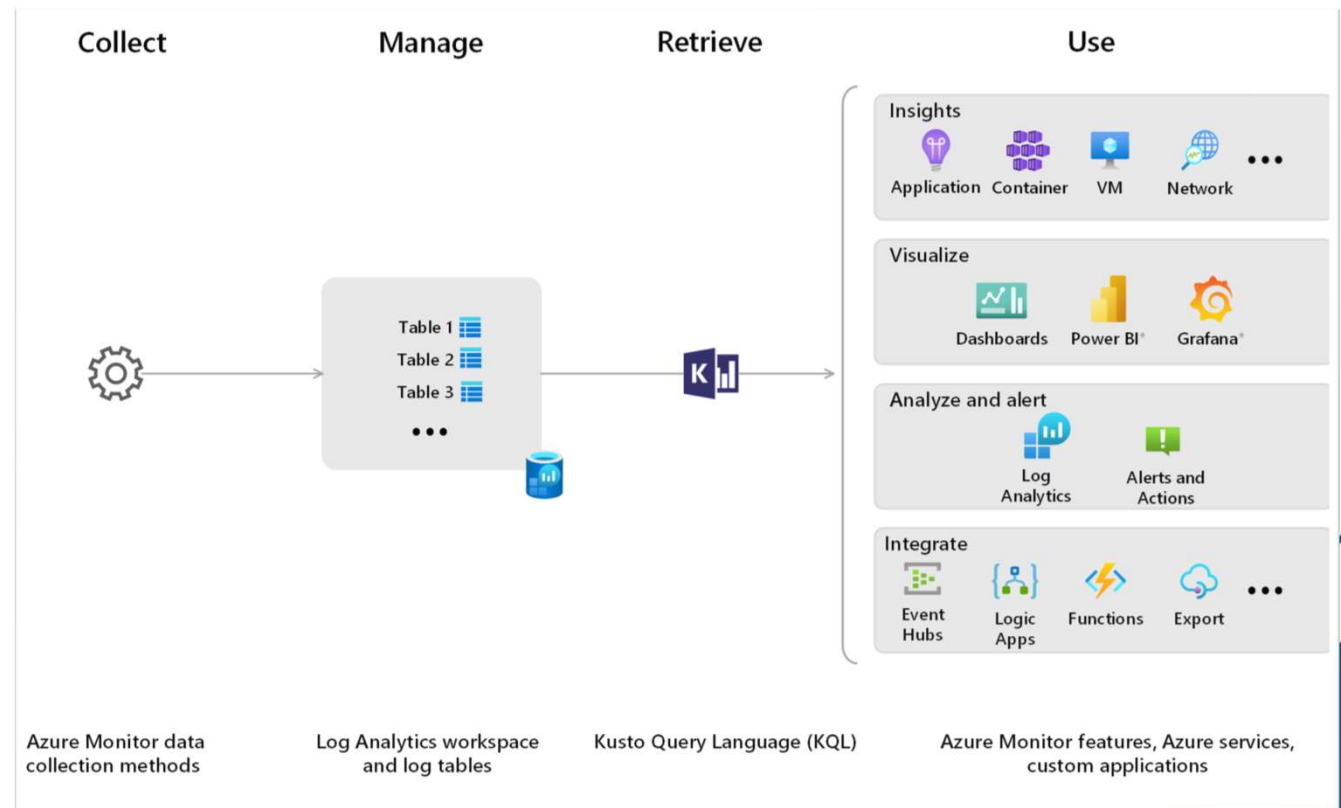 Collect
Manage
Retrieve
Use
Insights
Application
Container
VM
Network
Visualize
Dashboards
Power BI*
Grafana*
Table 1
Table 2
Table 3
K
Analyze and alert
Log
Analytics
Alerts and
Actions
Integrate
Event
Hubs
Logic
Apps
Functions
Export
Azure Monitor data
collection methods
Log Analytics workspace
and log tables
Kusto Query Language (KQL)
Azure Monitor features, Azure services,
custom applications